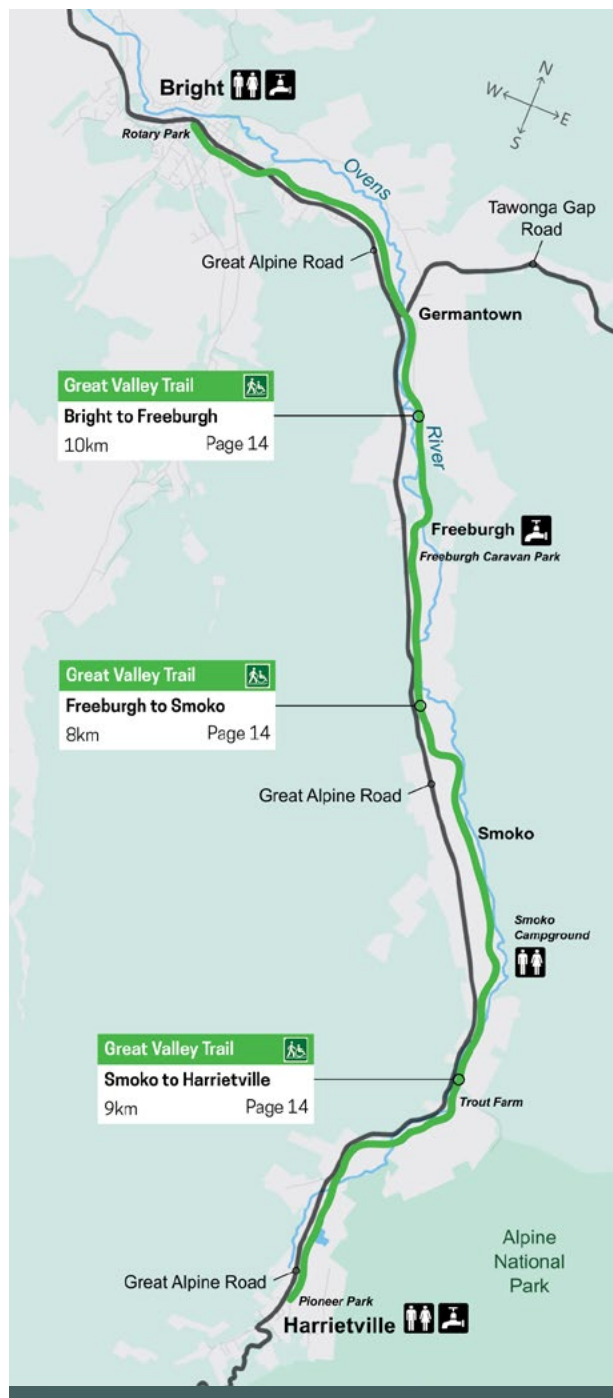 Bright
Rotary Park
N
W
E
S
Ovens
Tawonga Gap
Road
Great Alpine Road
Germantown
Great Valley Trail
Bright to Freeburgh
10km Page 14
River
Freeburgh
Freeburgh Caravan Park
Great Valley Trail
Freeburgh to Smoko
8km Page 14
Great Alpine Road
Smoko
Smoko
Campground
Great Valley Trail
Smoko to Harrietville
9km Page 14
Trout Farm
Alpine
National
Park
Great Alpine Road
Pioneer Park
Harrietville